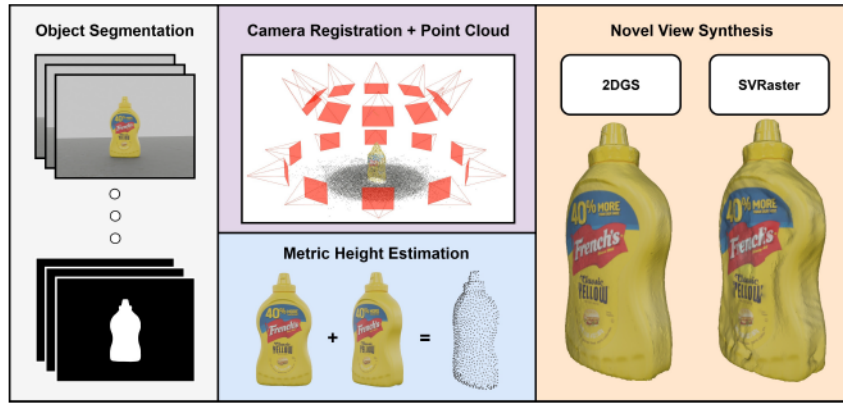 Object Segmentation
Camera Registration + Point Cloud
Metric Height Estimation
40% MORE
French's
Classic
YELLOW
40% MORE
French's
Classic
YELLOW
+
=
Novel View Synthesis
2DGS
SVRaster
40% MORE
French's
Classic
YELLOW
40% MORE
French's
Classic
YELLOW